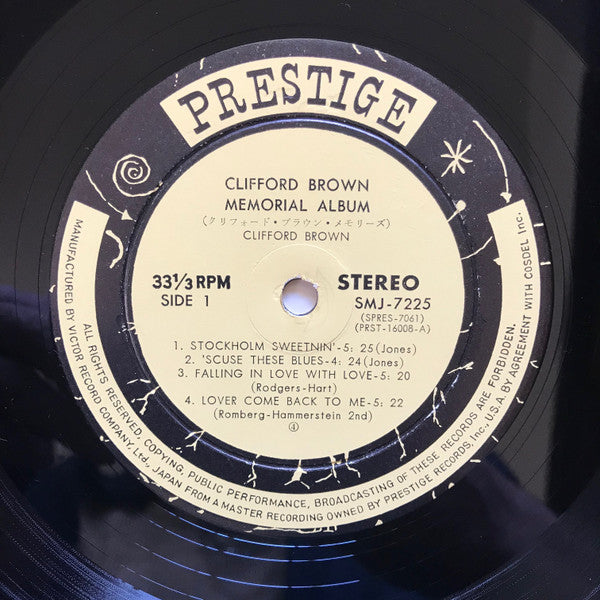 PRESTIGE
CLIFFORD BROWN
MEMORIAL ALBUM
(クリフォード・ブラウン・メモリーズ)
CLIFFORD BROWN
33⅓ RPM
SIDE 1
STEREO
SMJ-7225
(SPRES-7061)
(PRST-16008-A)
1. STOCKHOLM SWEETNIN'-5: 25 (Jones)
2. 'SCUSE THESE BLUES-4: 24 (Jones)
3. FALLING IN LOVE WITH LOVE-5: 20
(Rodgers-Hart)
4. LOVER COME BACK TO ME-5: 22
(Romberg-Hammerstein 2nd)
④
MANUFACTURED BY VICTOR RECORD COMPANY, Ltd., JAPAN FROM A MASTER RECORDING OWNED BY PRESTIGE RECORDS, Inc., U.S.A. BY AGREEMENT WITH COSDEL Inc.
ALL RIGHTS RESERVED. COPYING, PUBLIC PERFORMANCE, BROADCASTING OF THESE RECORDS ARE FORBIDDEN.